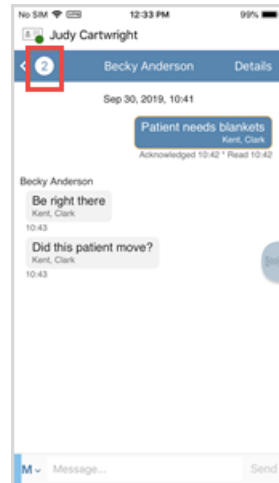 No SIM 12:33 PM 99%
Judy Cartwright
2 Becky Anderson Details
Sep 30, 2019, 10:41
Patient needs blankets
Kent, Clark
Acknowledged 10:42 * Read 10:42
Becky Anderson
Be right there
Kent, Clark
10:43
Did this patient move?
Kent, Clark
10:43
M Message... Send